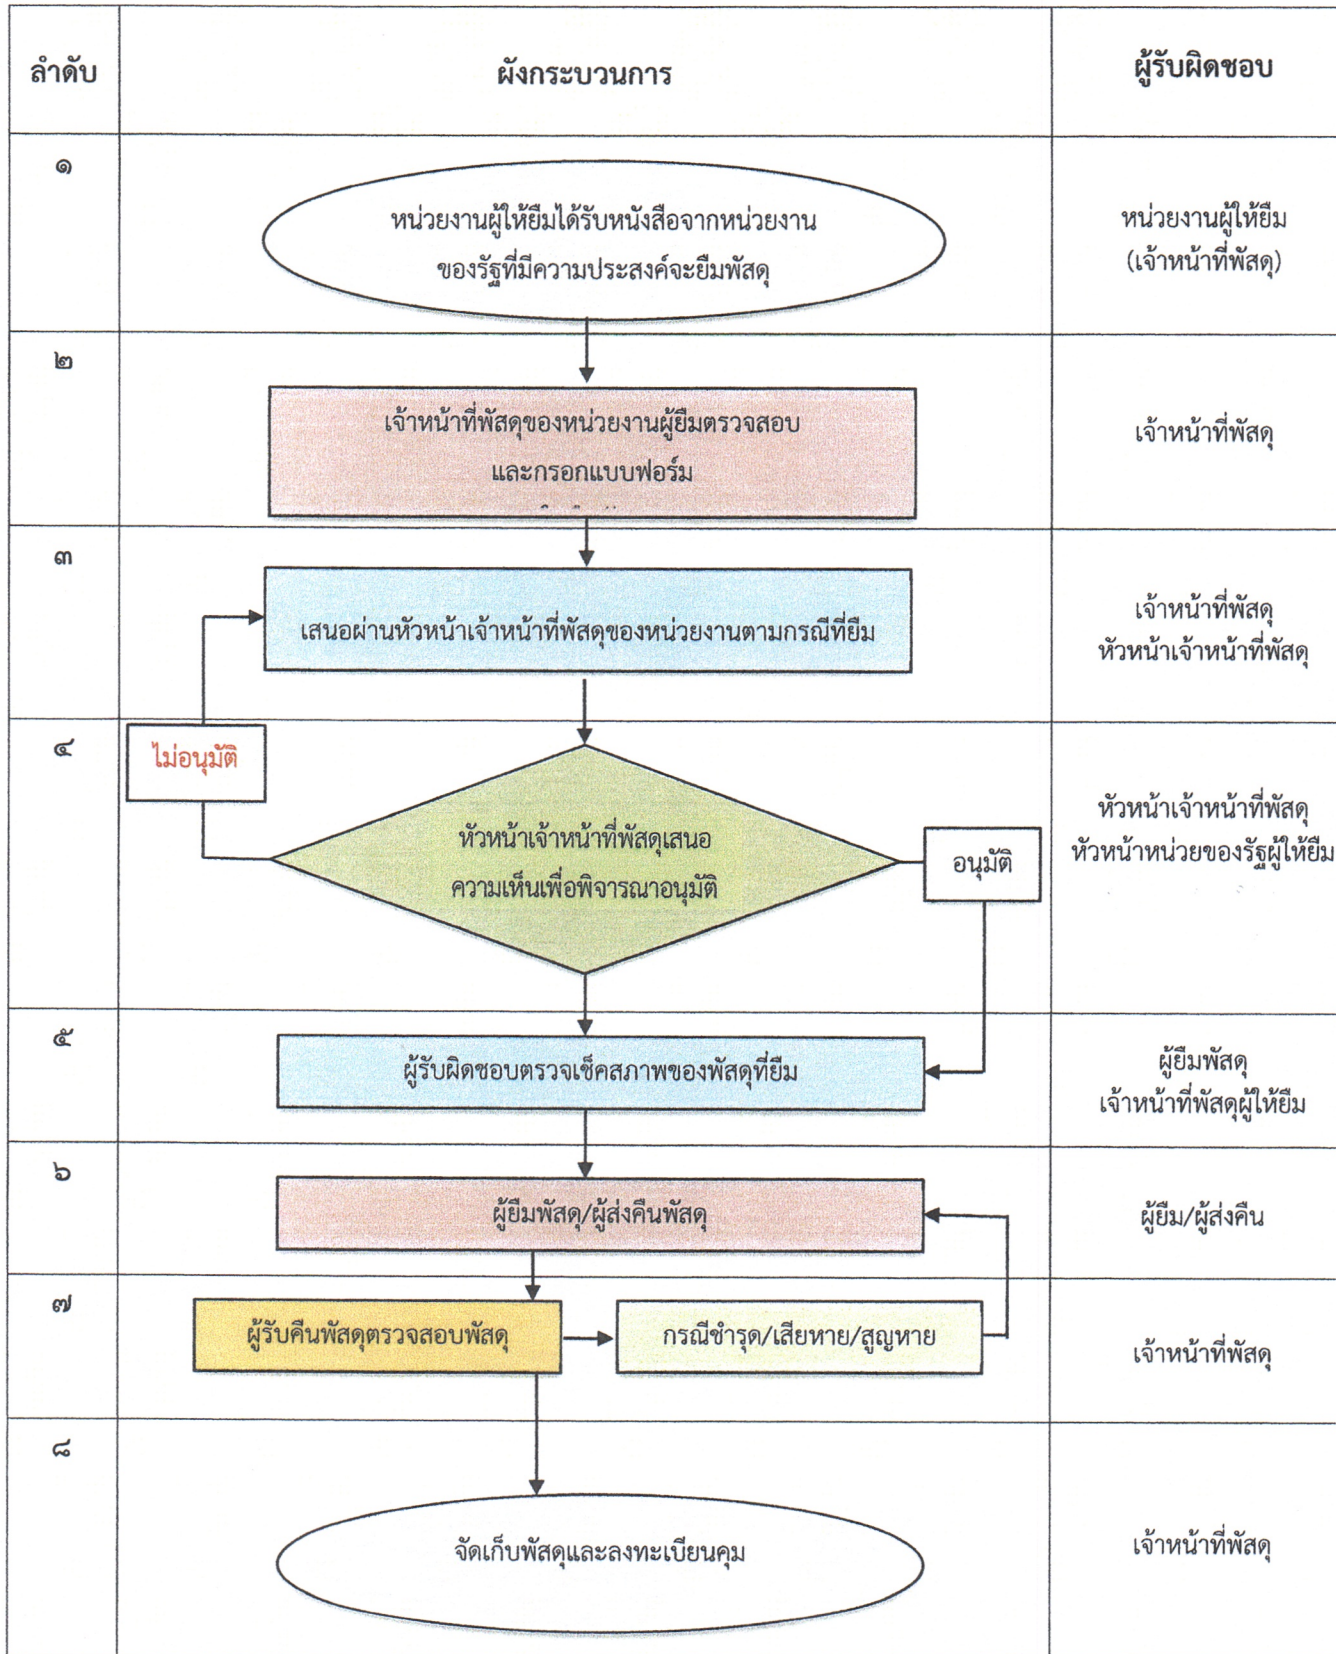 ลำดับ
ผังกระบวนการ
ผู้รับผิดชอบ
๑
หน่วยงานผู้ให้ยืมได้รับหนังสือจากหน่วยงาน
ของรัฐที่มีความประสงค์จะยืมพัสดุ
หน่วยงานผู้ให้ยืม
(เจ้าหน้าที่พัสดุ)
๒
เจ้าหน้าที่พัสดุของหน่วยงานผู้ยืมตรวจสอบ
และกรอกแบบฟอร์ม
เจ้าหน้าที่พัสดุ
๓
เสนอผ่านหัวหน้าเจ้าหน้าที่พัสดุของหน่วยงานตามกรณีที่ยืม
เจ้าหน้าที่พัสดุ
หัวหน้าเจ้าหน้าที่พัสดุ
๔
ไม่อนุมัติ
หัวหน้าเจ้าหน้าที่พัสดุเสนอ
ความเห็นเพื่อพิจารณาอนุมัติ
อนุมัติ
หัวหน้าเจ้าหน้าที่พัสดุ
หัวหน้าหน่วยของรัฐผู้ให้ยืม
๕
ผู้รับผิดชอบตรวจเช็คสภาพของพัสดุที่ยืม
ผู้ยืมพัสดุ
เจ้าหน้าที่พัสดุผู้ให้ยืม
๖
ผู้ยืมพัสดุ/ผู้ส่งคืนพัสดุ
ผู้ยืม/ผู้ส่งคืน
๗
ผู้รับคืนพัสดุตรวจสอบพัสดุ
กรณีชำรุด/เสียหาย/สูญหาย
เจ้าหน้าที่พัสดุ
๘
จัดเก็บพัสดุและลงทะเบียนคุม
เจ้าหน้าที่พัสดุ